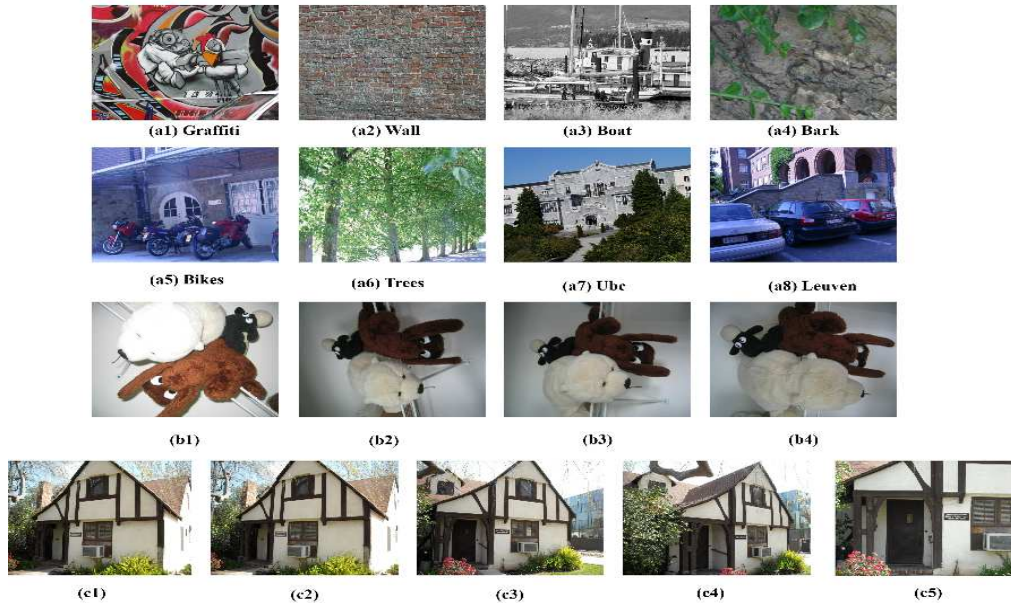 (a1) Graffiti
(a2) Wall
(a3) Boat
(a4) Bark
(a5) Bikes
(a6) Trees
(a7) Ubc
(a8) Leuven
(b1)
(b2)
(b3)
(b4)
(c1)
(c2)
(c3)
(c4)
(c5)